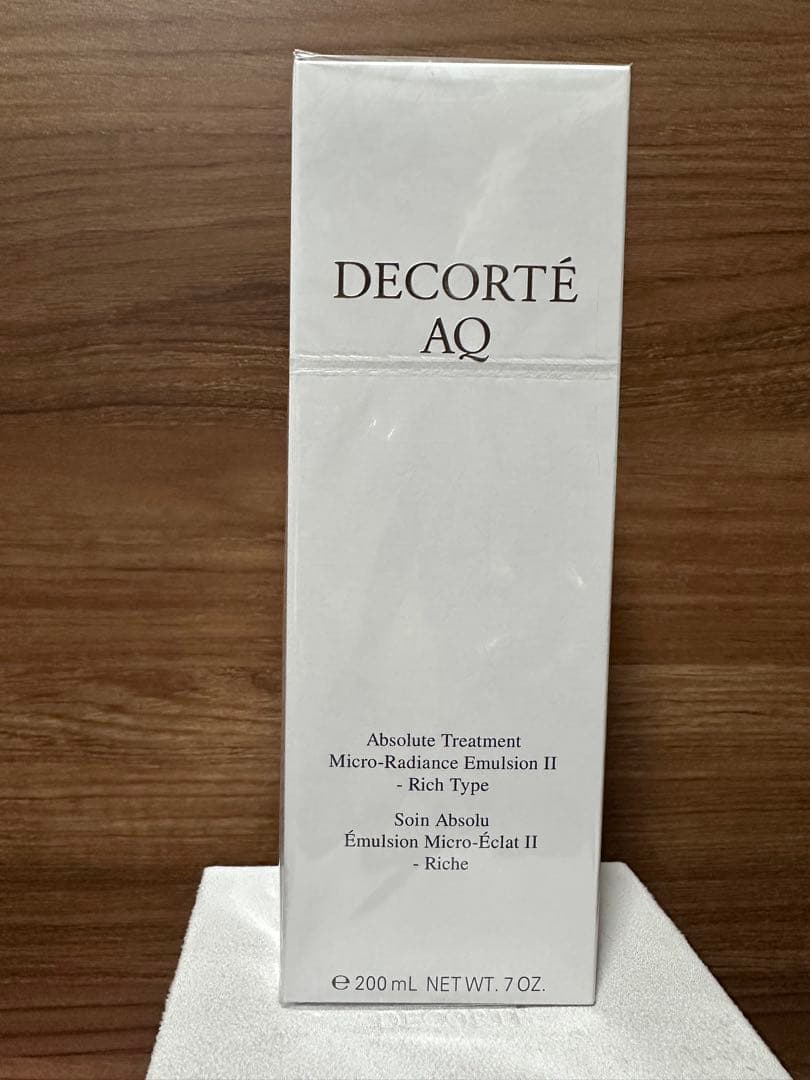 DECORTÉ
AQ
Absolute Treatment
Micro-Radiance Emulsion II
- Rich Type
Soin Absolu
Émulsion Micro-Éclat II
- Riche
℮ 200 mL NET WT. 7 OZ.
DECORTÉ